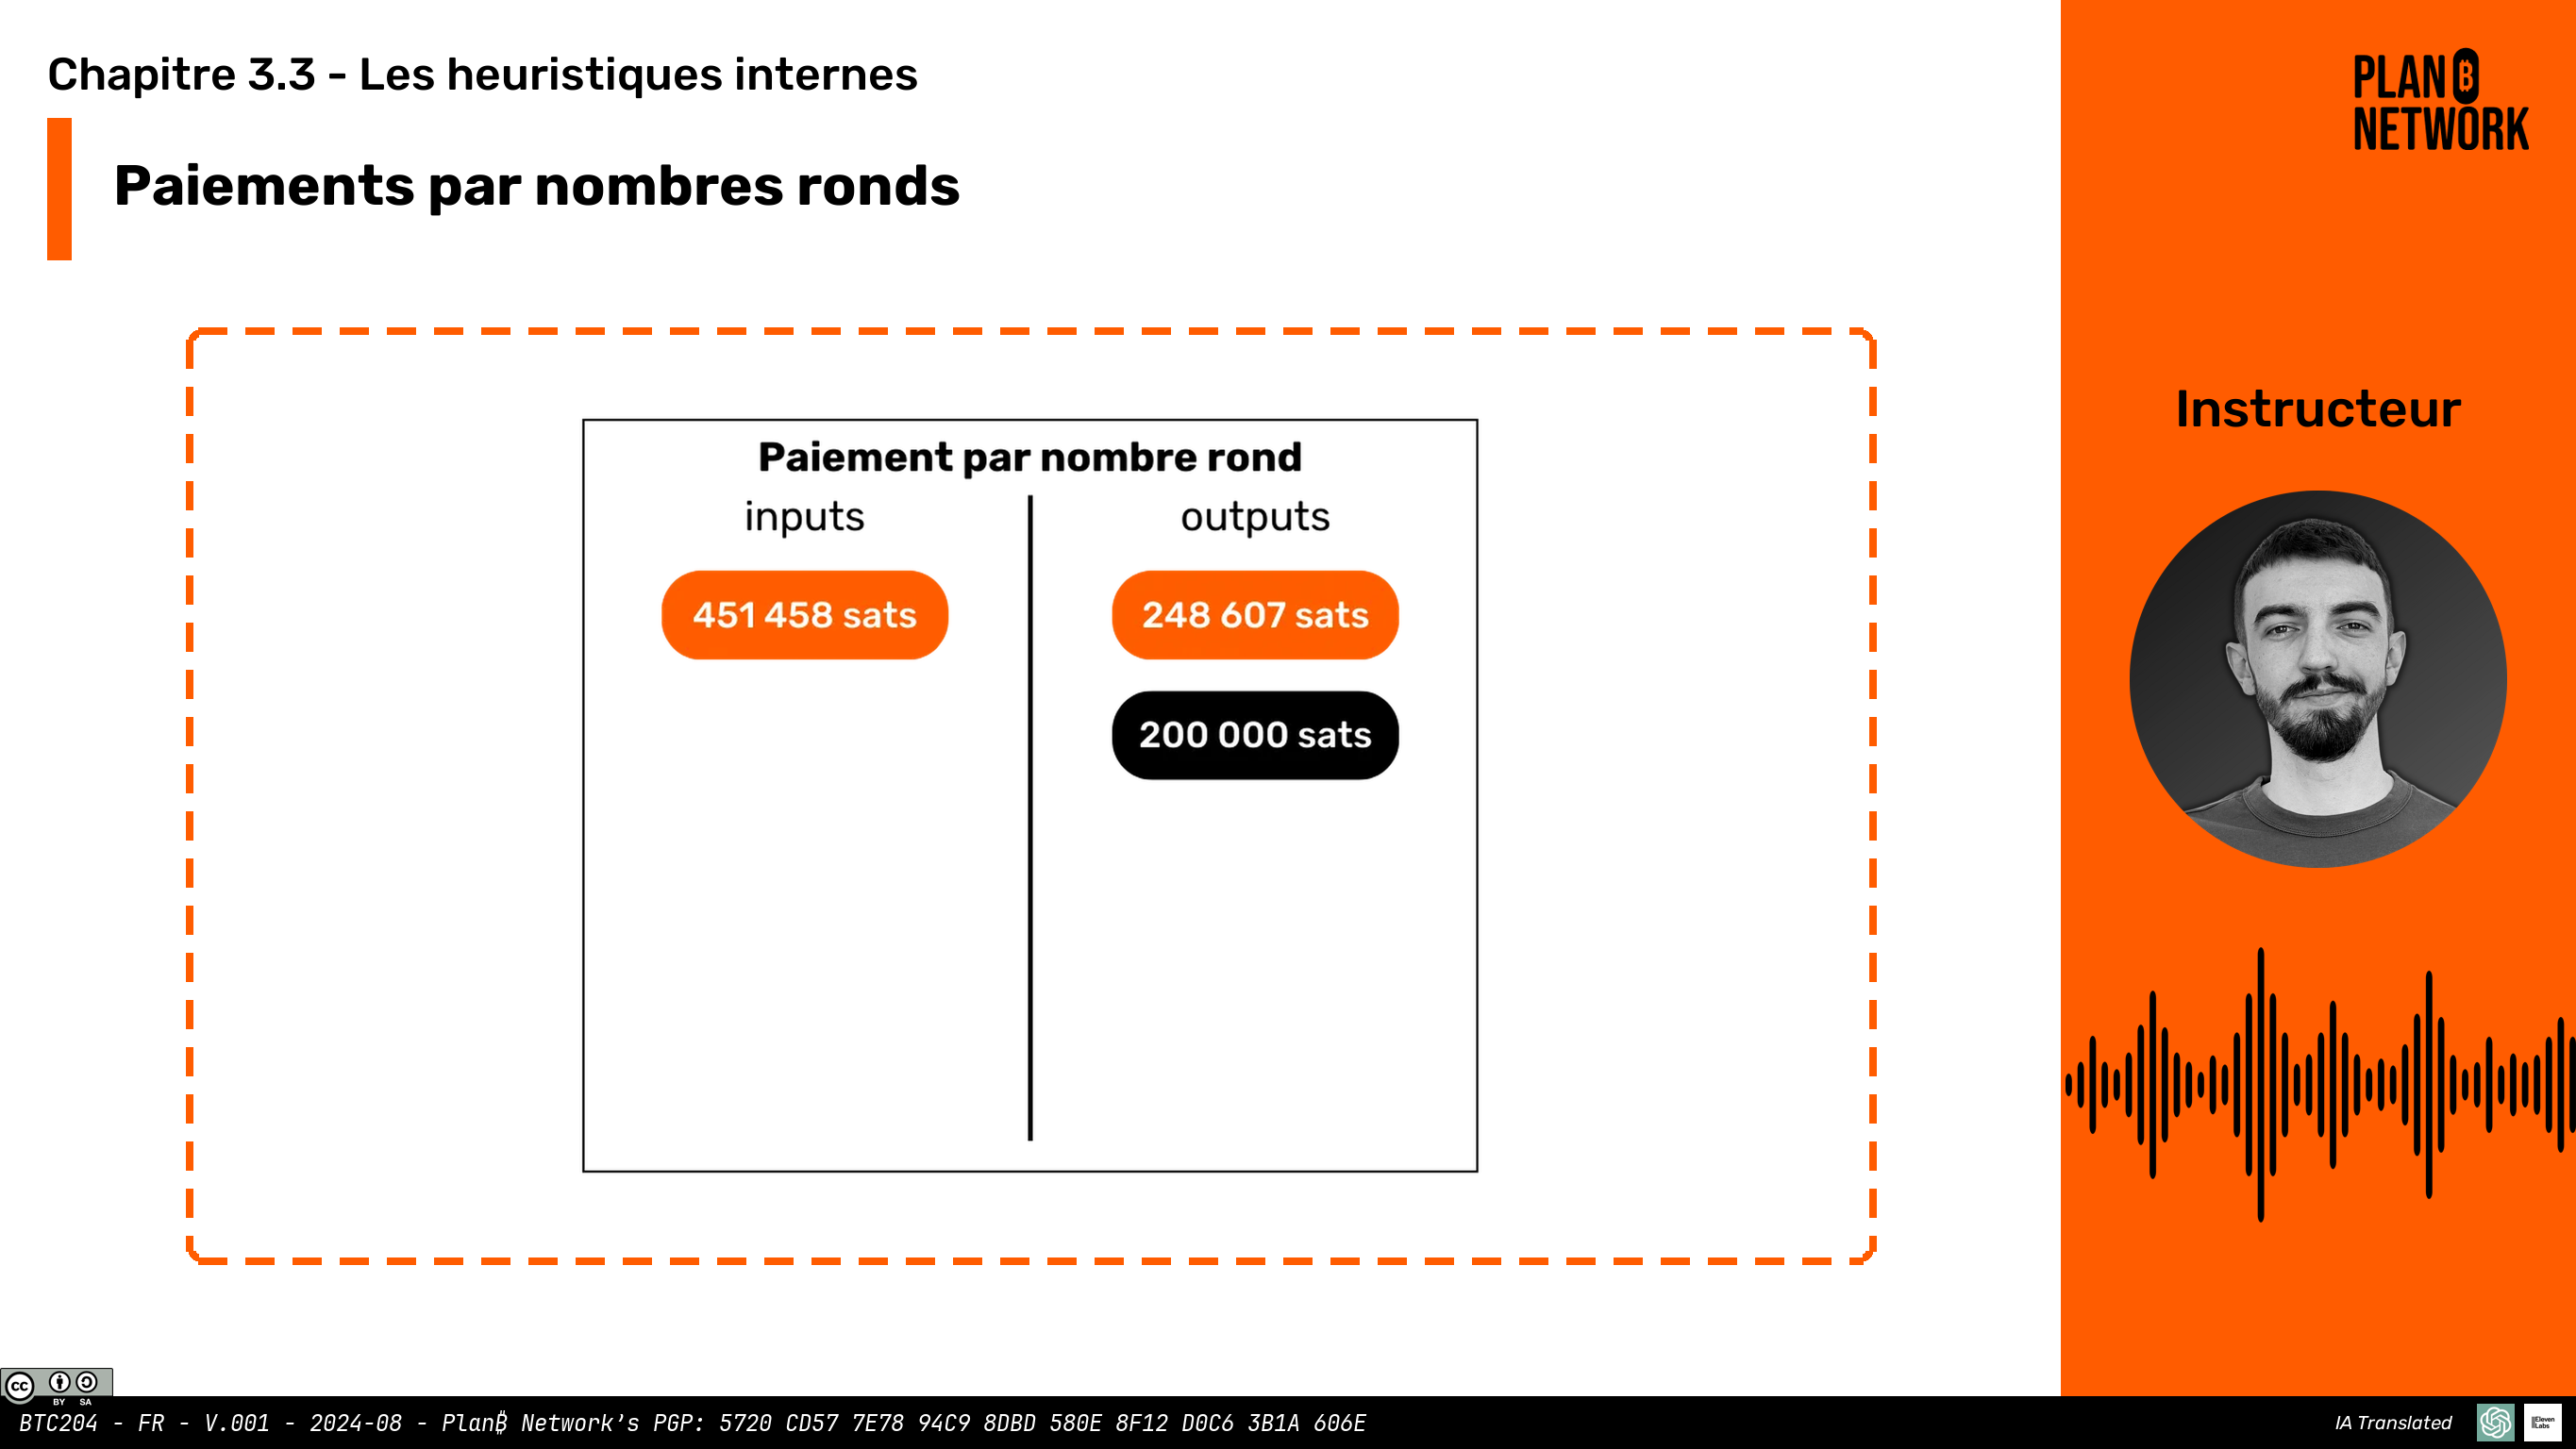 Chapitre 3.3 - Les heuristiques internes
Paiements par nombres ronds
PLAN ₿
NETWORK
Instructeur
Paiement par nombre rond
inputs
outputs
451 458 sats
248 607 sats
200 000 sats
cc BY SA
BTC204 - FR - V.001 - 2024-08 - Plan₿ Network’s PGP: 5720 CD57 7E78 94C9 8DBD 580E 8F12 D0C6 3B1A 606E
IA Translated
IIElevenLabs